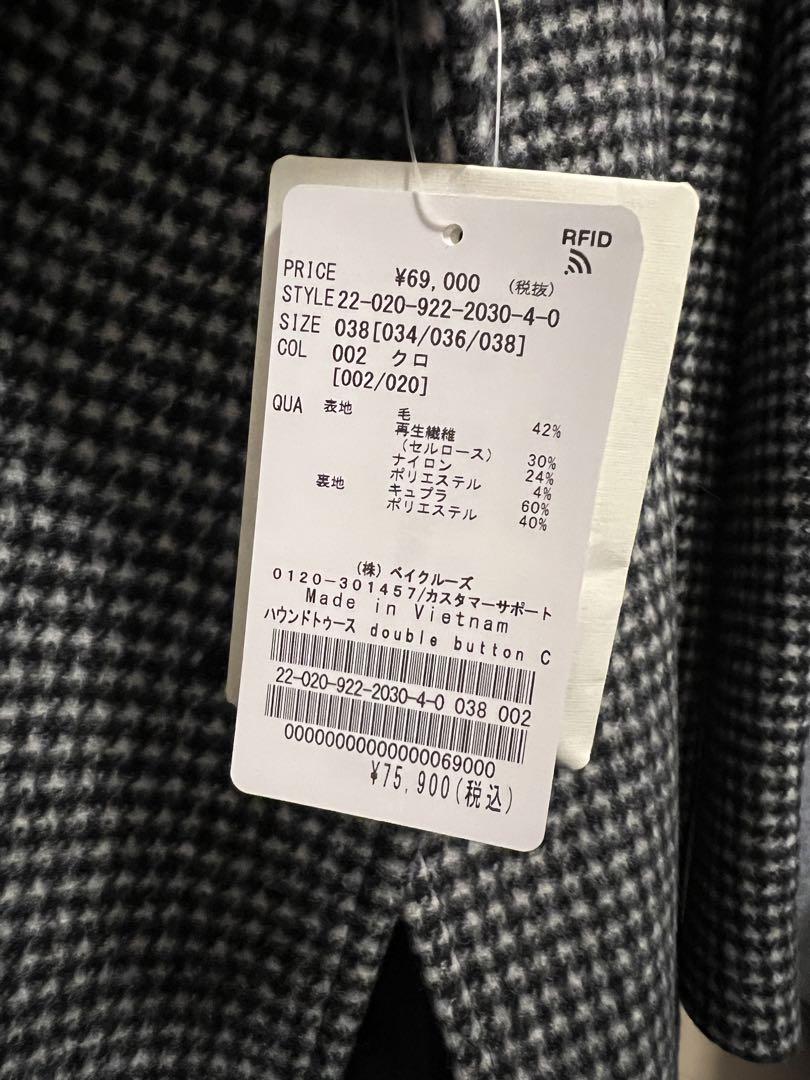 RFID
PRICE ¥69,000 (税抜)
STYLE 22-020-922-2030-4-0
SIZE 038[034/036/038]
COL 002 クロ
[002/020]
QUA 表地 毛 42%
再生繊維
(セルロース) 30%
ナイロン 24%
ポリエステル 4%
裏地 キュプラ 60%
ポリエステル 40%
(株) ベイクルーズ
0120-301457/カスタマーサポート
Made in Vietnam
ハウンドトゥース double button C
22-020-922-2030-4-0 038 002
00000000000000069000
¥75,900(税込)